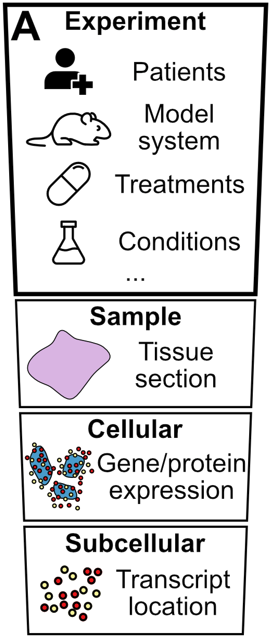 A
Experiment
Patients
Model
system
Treatments
Conditions
...
Sample
Tissue
section
Cellular
Gene/protein
expression
Subcellular
Transcript
location